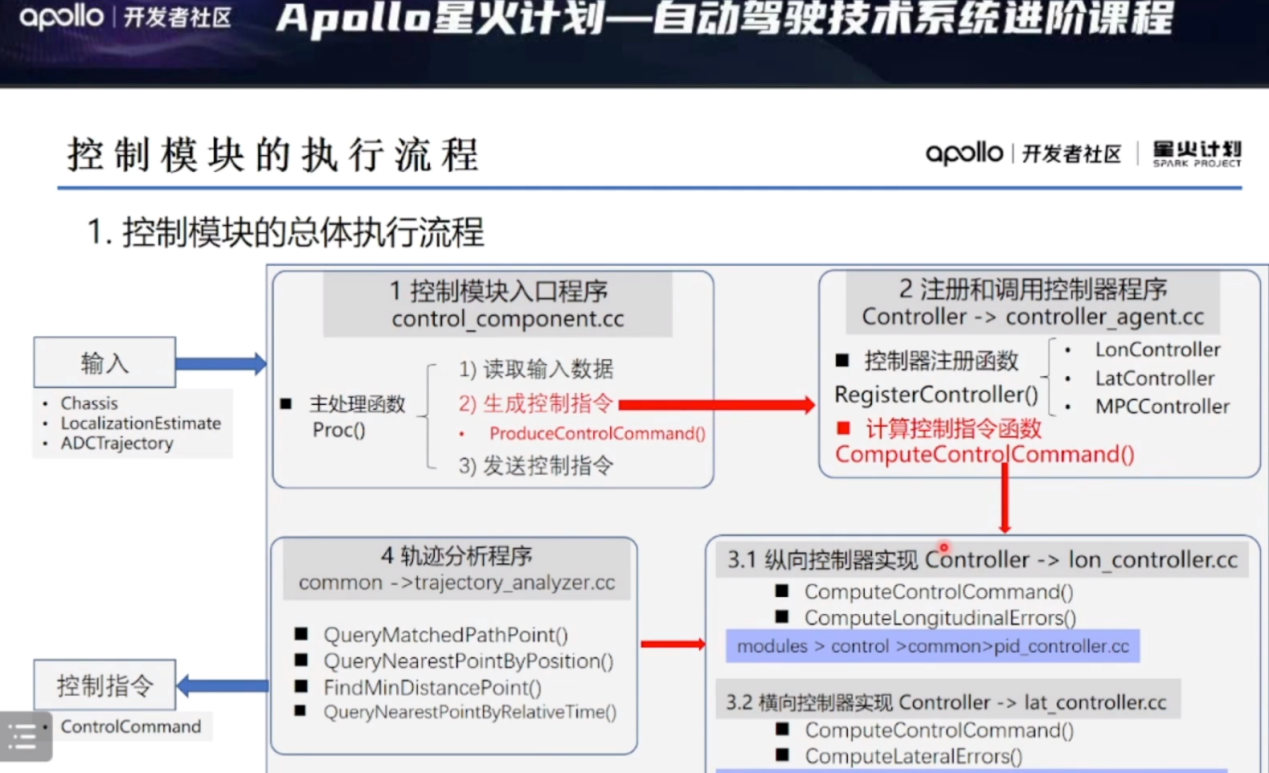 apollo | 开发者社区
Apollo星火计划—自动驾驶技术系统进阶课程
控制模块的执行流程
apollo | 开发者社区 | 星火计划
SPARK PROJECT
1. 控制模块的总体执行流程
输入
• Chassis
• LocalizationEstimate
• ADCTrajectory
1 控制模块入口程序
control_component.cc
■ 主处理函数
Proc()
1) 读取输入数据
2) 生成控制指令
• ProduceControlCommand()
3) 发送控制指令
2 注册和调用控制器程序
Controller -> controller_agent.cc
■ 控制器注册函数
RegisterController()
• LonController
• LatController
• MPCController
■ 计算控制指令函数
ComputeControlCommand()
3.1 纵向控制器实现 Controller -> lon_controller.cc
■ ComputeControlCommand()
■ ComputeLongitudinalErrors()
modules > control >common>pid_controller.cc
3.2 横向控制器实现 Controller -> lat_controller.cc
■ ComputeControlCommand()
■ ComputeLateralErrors()
4 轨迹分析程序
common ->trajectory_analyzer.cc
■ QueryMatchedPathPoint()
■ QueryNearestPointByPosition()
■ FindMinDistancePoint()
■ QueryNearestPointByRelativeTime()
控制指令
• ControlCommand